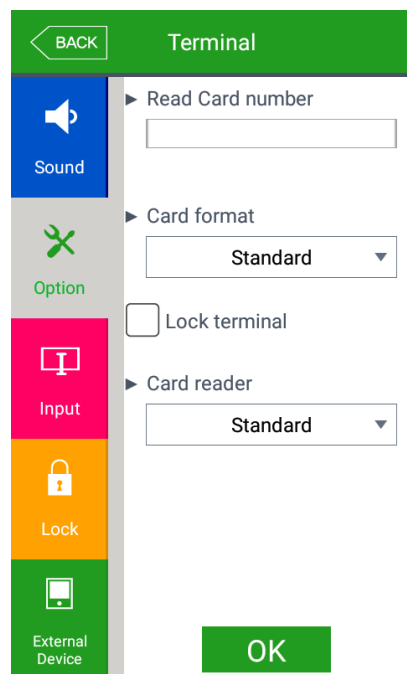 BACK
Terminal
Sound
Option
Input
Lock
External
Device
► Read Card number
► Card format
Standard
Lock terminal
► Card reader
Standard
OK